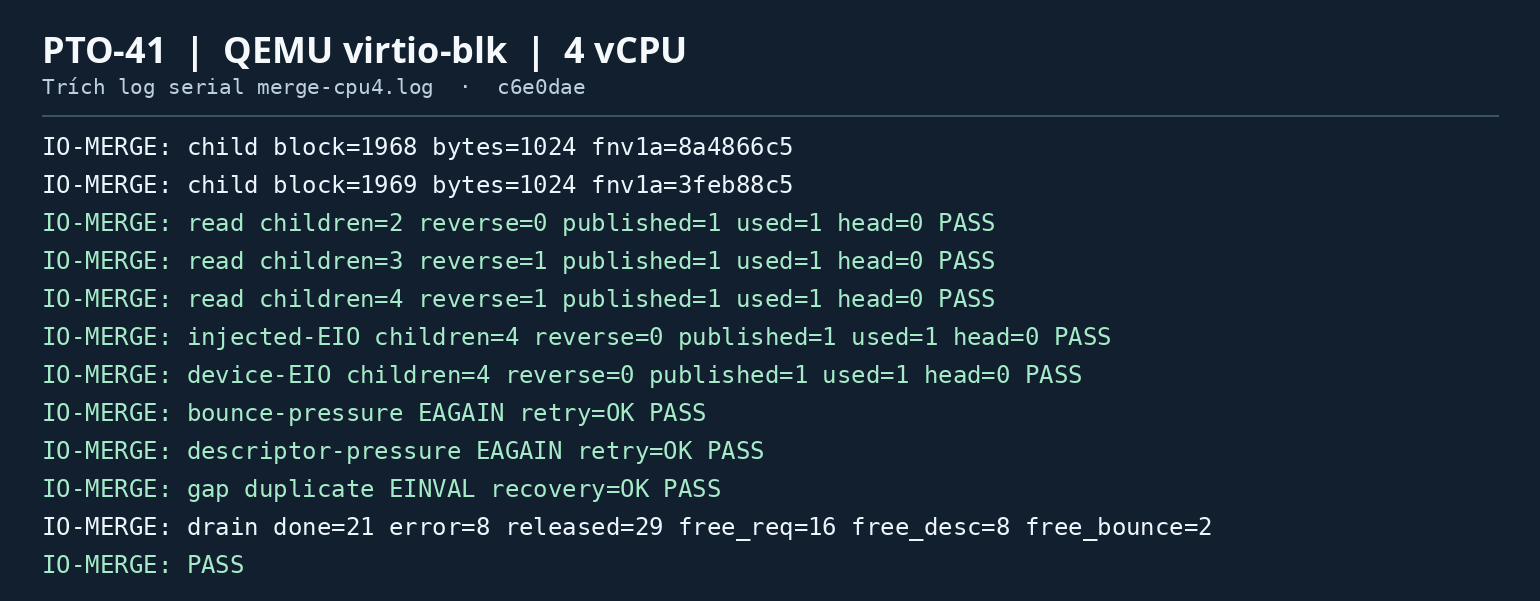 PTO-41 | QEMU virtio-blk | 4 vCPU
Trích log serial merge-cpu4.log · c6e0dae
IO-MERGE: child block=1968 bytes=1024 fnv1a=8a4866c5
IO-MERGE: child block=1969 bytes=1024 fnv1a=3feb88c5
IO-MERGE: read children=2 reverse=0 published=1 used=1 head=0 PASS
IO-MERGE: read children=3 reverse=1 published=1 used=1 head=0 PASS
IO-MERGE: read children=4 reverse=1 published=1 used=1 head=0 PASS
IO-MERGE: injected-EIO children=4 reverse=0 published=1 used=1 head=0 PASS
IO-MERGE: device-EIO children=4 reverse=0 published=1 used=1 head=0 PASS
IO-MERGE: bounce-pressure EAGAIN retry=OK PASS
IO-MERGE: descriptor-pressure EAGAIN retry=OK PASS
IO-MERGE: gap duplicate EINVAL recovery=OK PASS
IO-MERGE: drain done=21 error=8 released=29 free_req=16 free_desc=8 free_bounce=2
IO-MERGE: PASS